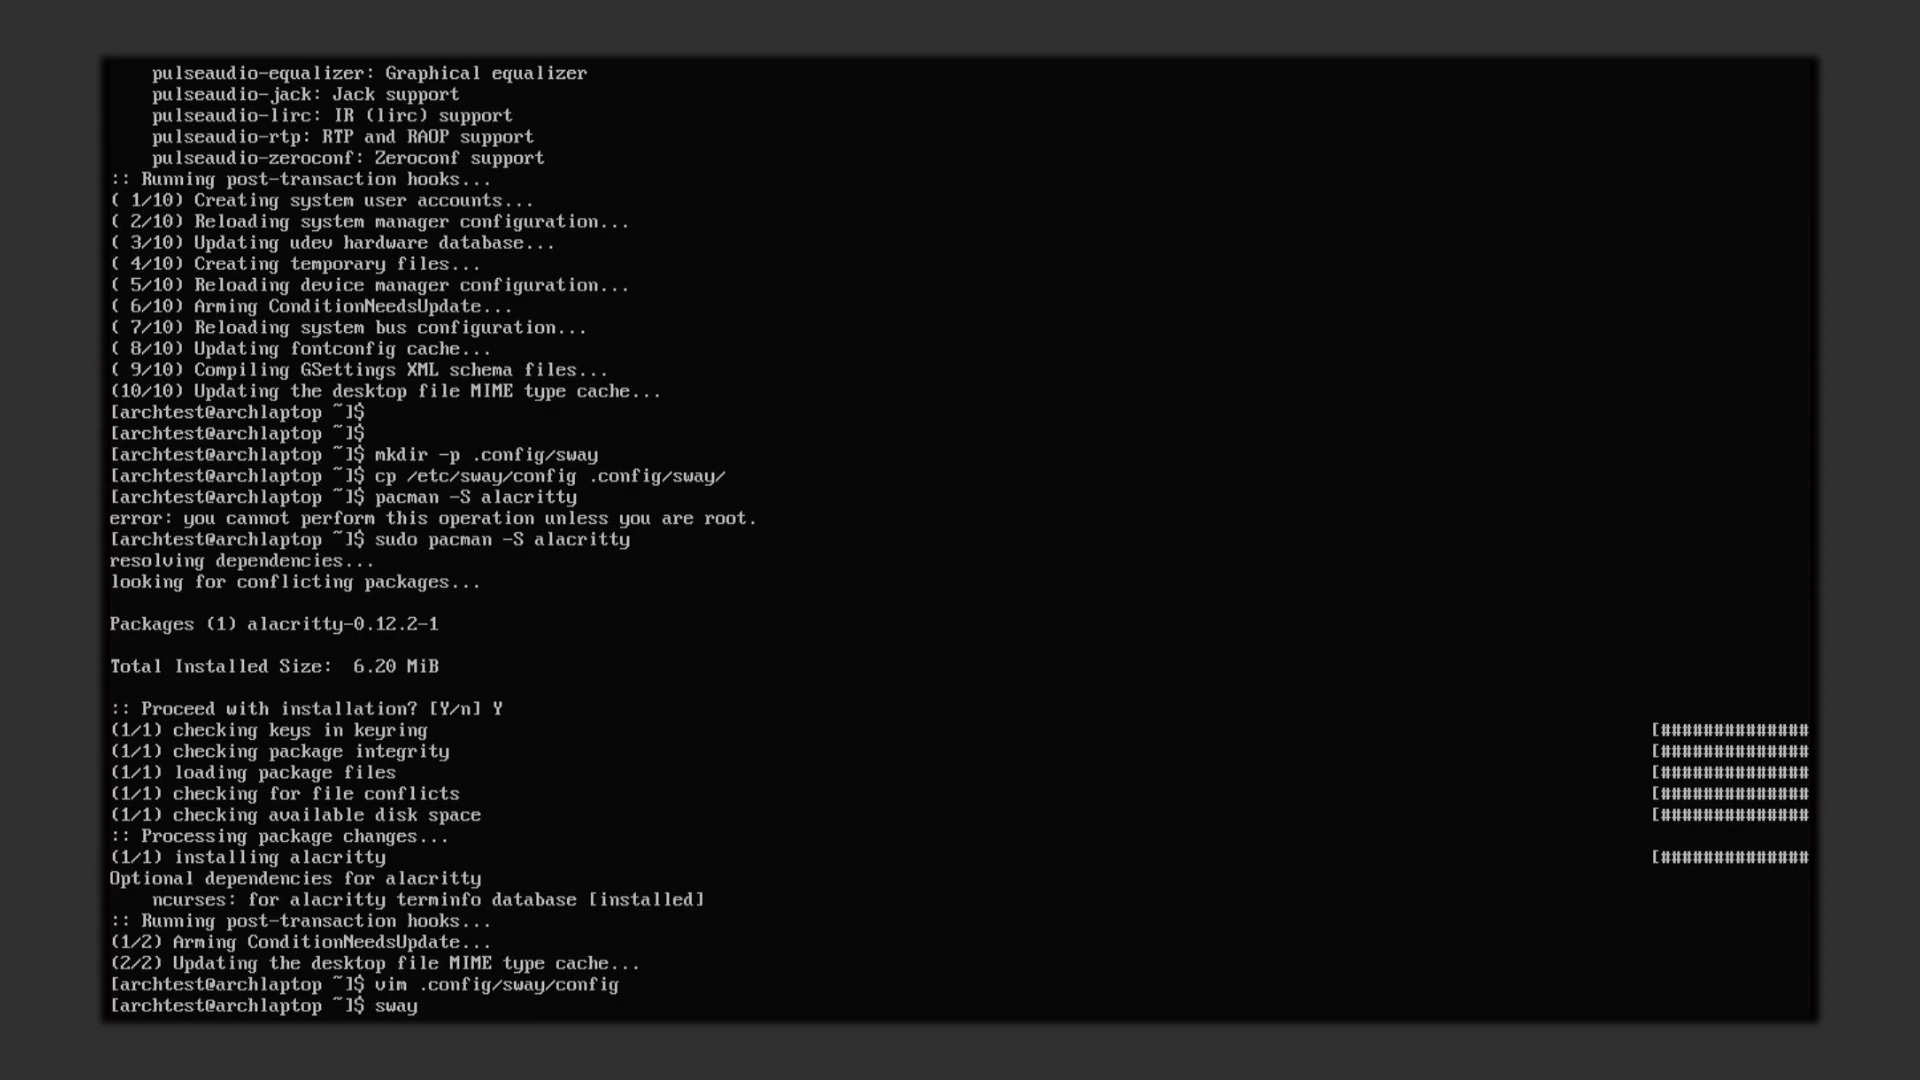 pulseaudio-equalizer: Graphical equalizer
pulseaudio-jack: Jack support
pulseaudio-lirc: IR (lirc) support
pulseaudio-rtp: RTP and RAOP support
pulseaudio-zeroconf: Zeroconf support
:: Running post-transaction hooks...
( 1/10) Creating system user accounts...
( 2/10) Reloading system manager configuration...
( 3/10) Updating udev hardware database...
( 4/10) Creating temporary files...
( 5/10) Reloading device manager configuration...
( 6/10) Arming ConditionNeedsUpdate...
( 7/10) Reloading system bus configuration...
( 8/10) Updating fontconfig cache...
( 9/10) Compiling GSettings XML schema files...
(10/10) Updating the desktop file MIME type cache...
[archtest@archlaptop ~]$
[archtest@archlaptop ~]$
[archtest@archlaptop ~]$ mkdir -p .config/sway
[archtest@archlaptop ~]$ cp /etc/sway/config .config/sway/
[archtest@archlaptop ~]$ pacman -S alacritty
error: you cannot perform this operation unless you are root.
[archtest@archlaptop ~]$ sudo pacman -S alacritty
resolving dependencies...
looking for conflicting packages...
Packages (1) alacritty-0.12.2-1
Total Installed Size:  6.20 MiB
:: Proceed with installation? [Y/n] Y
(1/1) checking keys in keyring [##############
(1/1) checking package integrity [##############
(1/1) loading package files [##############
(1/1) checking for file conflicts [##############
(1/1) checking available disk space [##############
:: Processing package changes...
(1/1) installing alacritty [##############
Optional dependencies for alacritty
ncurses: for alacritty terminfo database [installed]
:: Running post-transaction hooks...
(1/2) Arming ConditionNeedsUpdate...
(2/2) Updating the desktop file MIME type cache...
[archtest@archlaptop ~]$ vim .config/sway/config
[archtest@archlaptop ~]$ sway